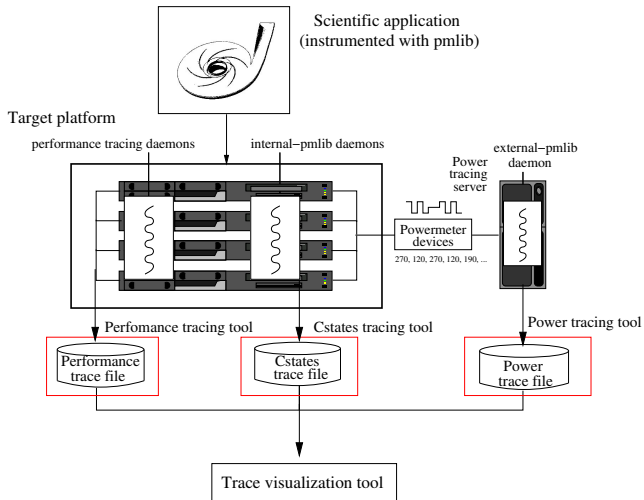 Scientific application
(instrumented with pmlib)
Target platform
performance tracing daemons
internal-pmlib daemons
external-pmlib
daemon
Power
tracing
server
Powermeter
devices
270, 120, 270, 120, 190, ...
Perfomance tracing tool
Cstates tracing tool
Power tracing tool
Performance
trace file
Cstates
trace file
Power
trace file
Trace visualization tool